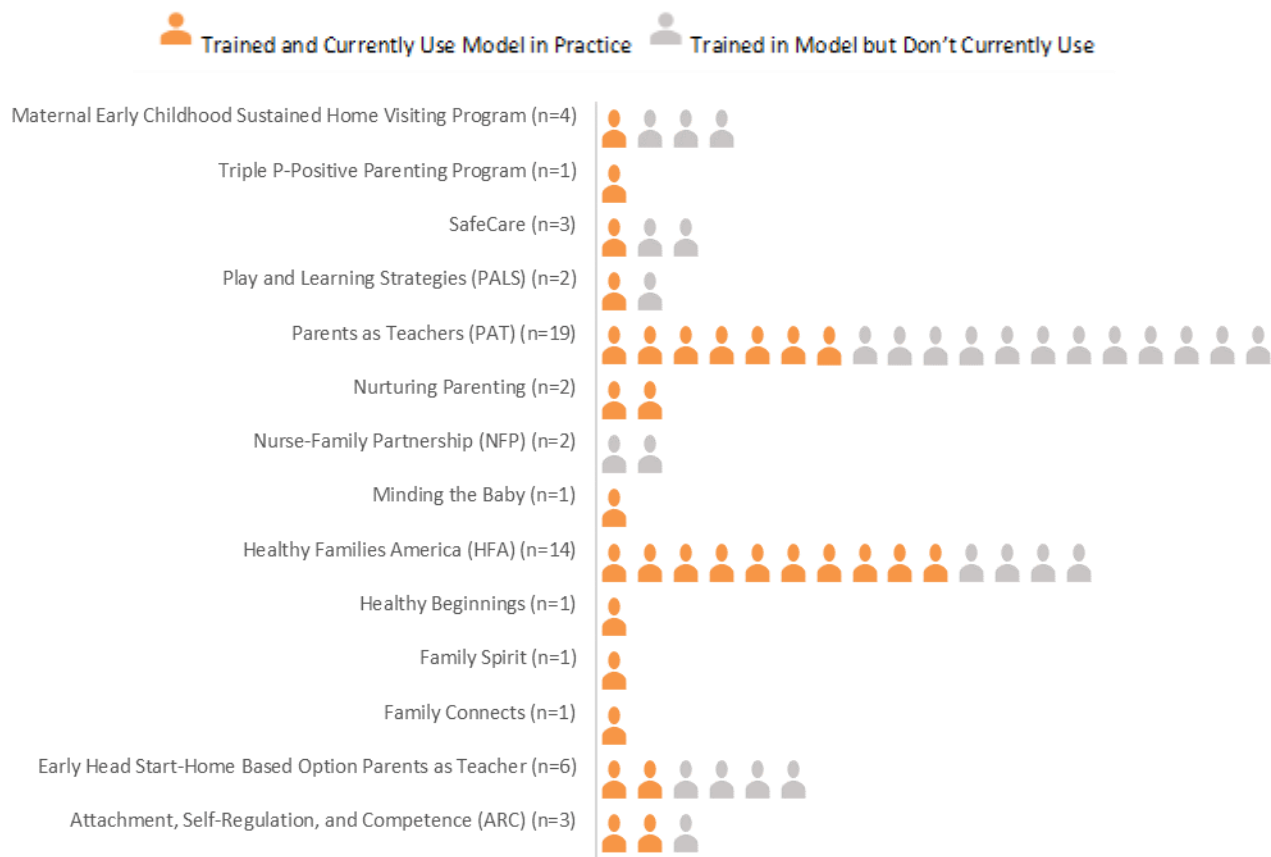 Trained and Currently Use Model in Practice
Trained in Model but Don't Currently Use
Maternal Early Childhood Sustained Home Visiting Program (n=4)
Triple P-Positive Parenting Program (n=1)
SafeCare (n=3)
Play and Learning Strategies (PALS) (n=2)
Parents as Teachers (PAT) (n=19)
Nurturing Parenting (n=2)
Nurse-Family Partnership (NFP) (n=2)
Minding the Baby (n=1)
Healthy Families America (HFA) (n=14)
Healthy Beginnings (n=1)
Family Spirit (n=1)
Family Connects (n=1)
Early Head Start-Home Based Option Parents as Teacher (n=6)
Attachment, Self-Regulation, and Competence (ARC) (n=3)